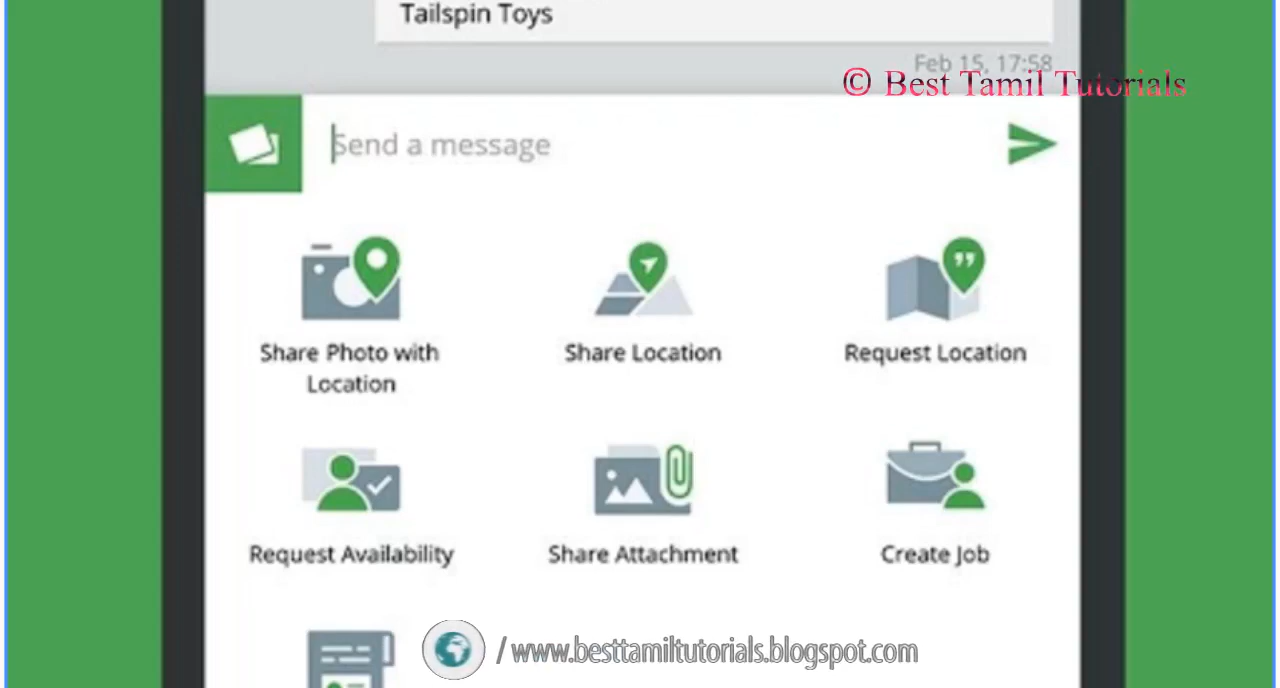 Tailspin Toys
Feb 15, 17:58
© Best Tamil Tutorials
Send a message
Share Photo with
Location
Share Location
Request Location
Request Availability
Share Attachment
Create Job
/ www.besttamiltutorials.blogspot.com